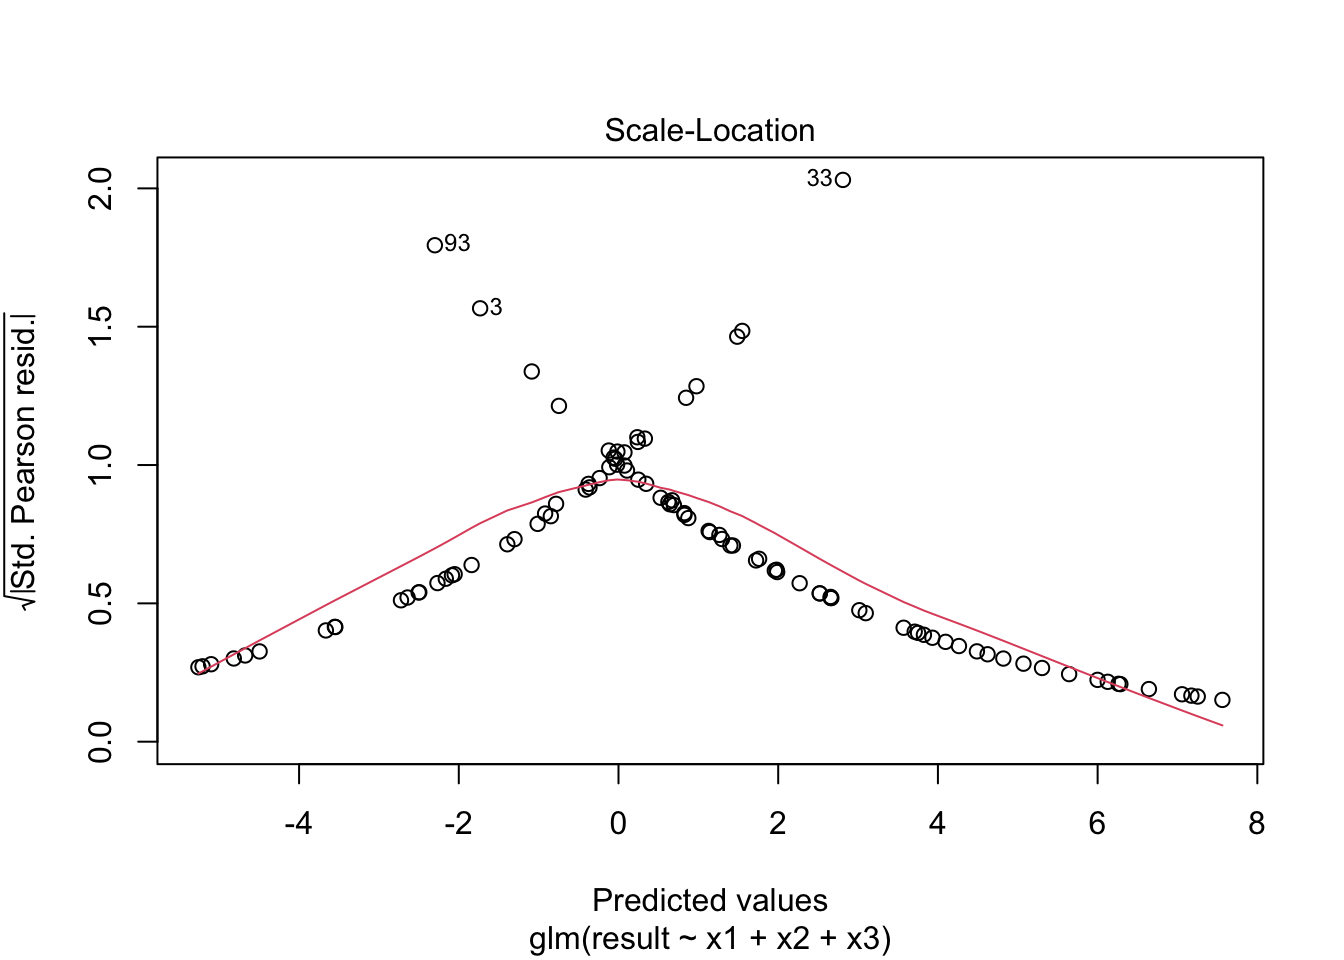 Scale-Location
√|Std. Pearson resid.|
2.0
1.5
1.0
0.5
0.0
33
93
3
-4 -2 0 2 4 6 8
Predicted values
glm(result ~ x1 + x2 + x3)